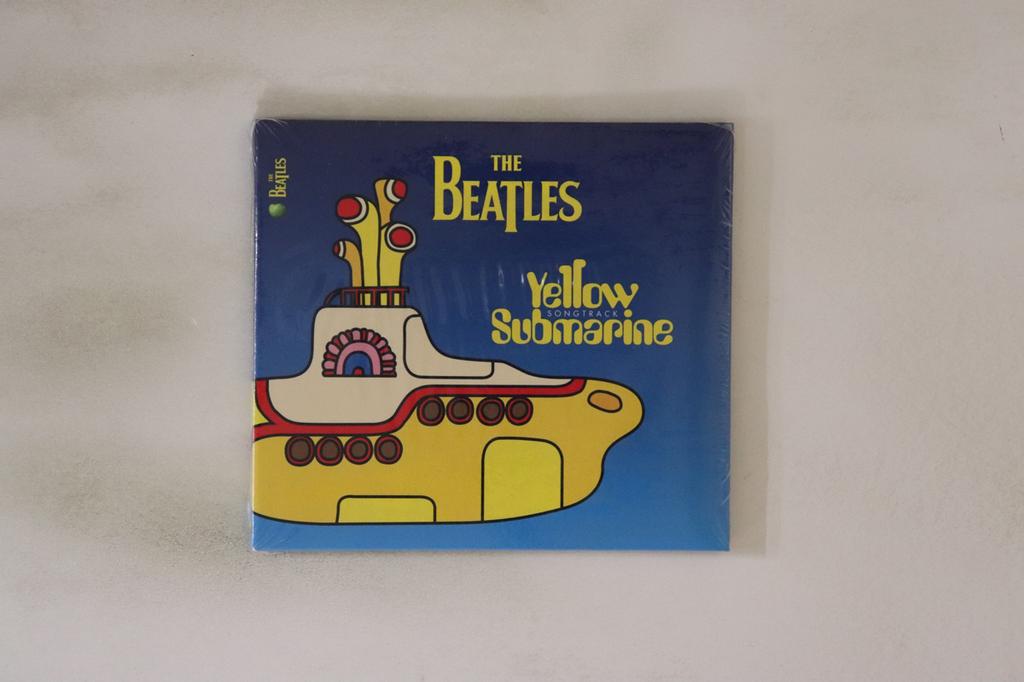 THE
BEATLES
THE
BEATLES
Yellow
SONGTRACK
Submarine